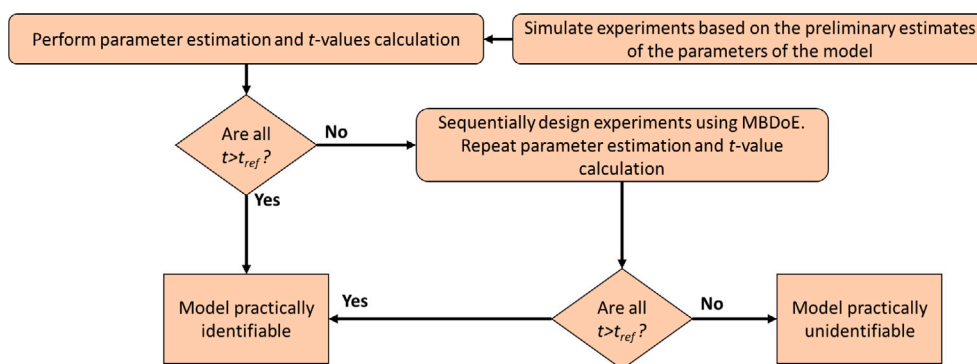 Perform parameter estimation and t-values calculation
Simulate experiments based on the preliminary estimates
of the parameters of the model
Are all
t>tref?
No
Sequentially design experiments using MBDoE.
Repeat parameter estimation and t-value
calculation
Yes
Model practically
identifiable
Yes
Are all
t>tref?
No
Model practically
unidentifiable